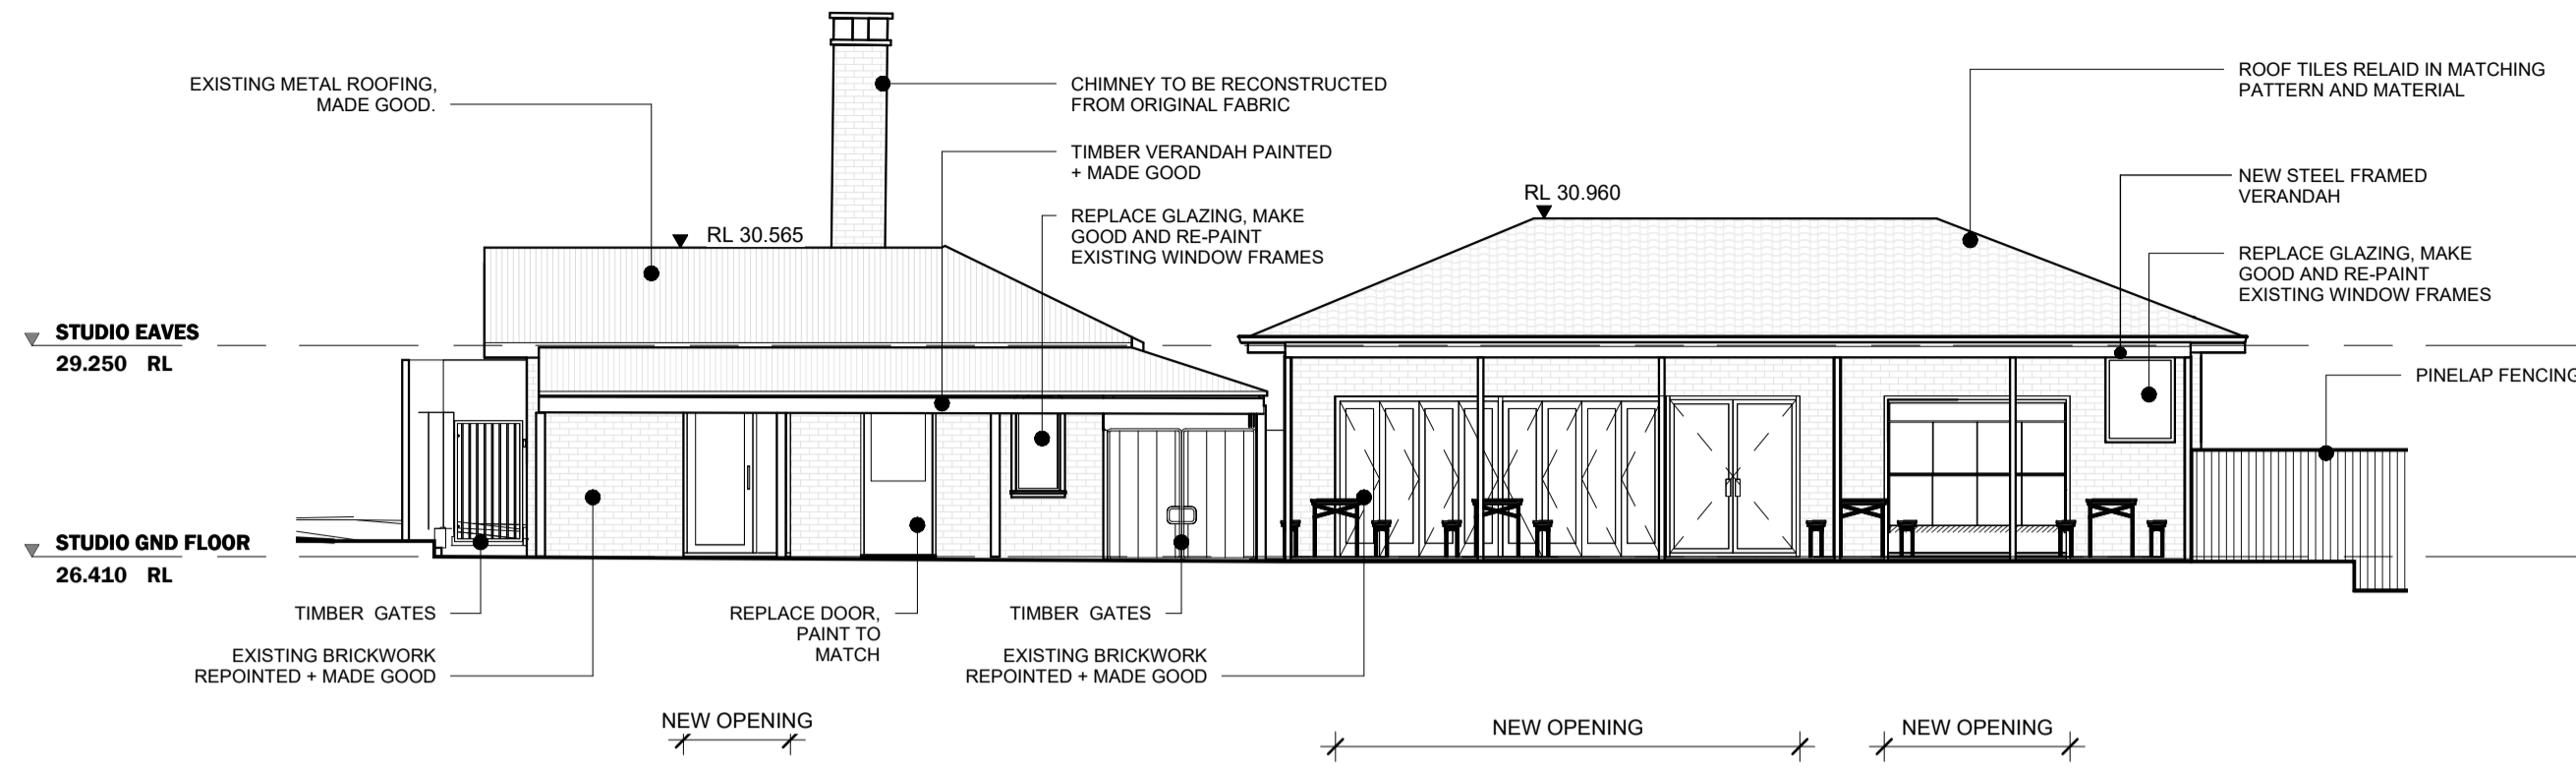 EXISTING METAL ROOFING,
MADE GOOD.
CHIMNEY TO BE RECONSTRUCTED
FROM ORIGINAL FABRIC
TIMBER VERANDAH PAINTED
+ MADE GOOD
REPLACE GLAZING, MAKE
GOOD AND RE-PAINT
EXISTING WINDOW FRAMES
RL 30.565
RL 30.960
ROOF TILES RELAID IN MATCHING
PATTERN AND MATERIAL
NEW STEEL FRAMED
VERANDAH
REPLACE GLAZING, MAKE
GOOD AND RE-PAINT
EXISTING WINDOW FRAMES
PINELAP FENCING
STUDIO EAVES
29.250 RL
STUDIO GND FLOOR
26.410 RL
TIMBER GATES
EXISTING BRICKWORK
REPOINTED + MADE GOOD
REPLACE DOOR,
PAINT TO
MATCH
TIMBER GATES
EXISTING BRICKWORK
REPOINTED + MADE GOOD
NEW OPENING
NEW OPENING
NEW OPENING